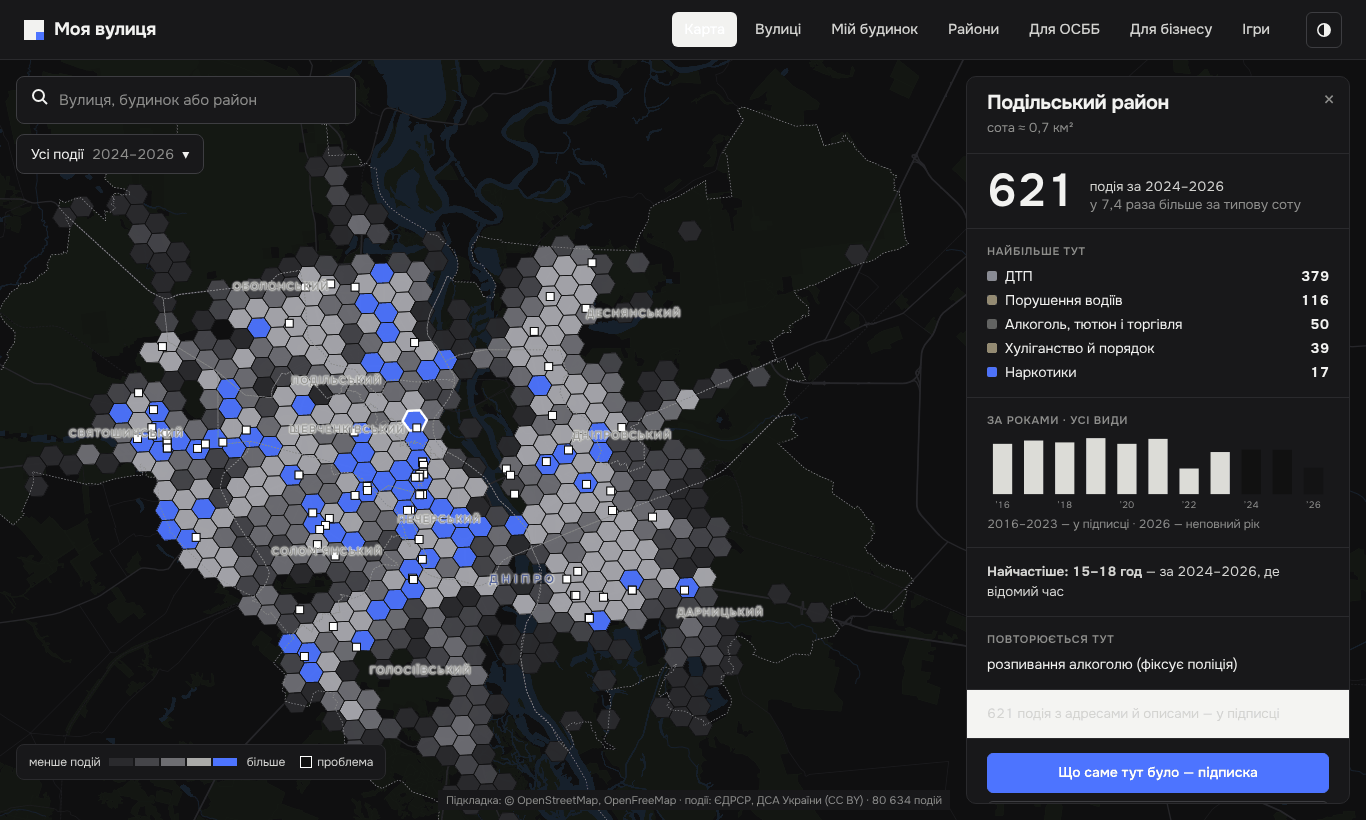 Моя вулиця
Карта
Вулиці
Мій будинок
Райони
Для ОСББ
Для бізнесу
Ігри
Вулиця, будинок або район
Усі події 2024–2026 ▾
ОБОЛОНСЬКИЙ
ДЕСНЯНСЬКИЙ
ПОДІЛЬСЬКИЙ
ШЕВЧЕНКІВСЬКИЙ
СВЯТОШИНСЬКИЙ
ДНІПРОВСЬКИЙ
ПЕЧЕРСЬКИЙ
СОЛОМ'ЯНСЬКИЙ
ДНІПРО
ДАРНИЦЬКИЙ
ГОЛОСІЇВСЬКИЙ
менше подій
більше
проблема
Підкладка: © OpenStreetMap, OpenFreeMap · події: ЄДРСР, ДСА України (CC BY) · 80 634 подій
Подільський район
×
сота ≈ 0,7 км²
621
подія за 2024–2026
у 7,4 раза більше за типову соту
НАЙБІЛЬШЕ ТУТ
ДТП 379
Порушення водіїв 116
Алкоголь, тютюн і торгівля 50
Хуліганство й порядок 39
Наркотики 17
ЗА РОКАМИ · УСІ ВИДИ
'16 '18 '20 '22 '24 '26
2016–2023 — у підписці · 2026 — неповний рік
Найчастіше: 15–18 год — за 2024–2026, де
відомий час
ПОВТОРЮЄТЬСЯ ТУТ
розпивання алкоголю (фіксує поліція)
621 подія з адресами й описами — у підписці
Що саме тут було — підписка